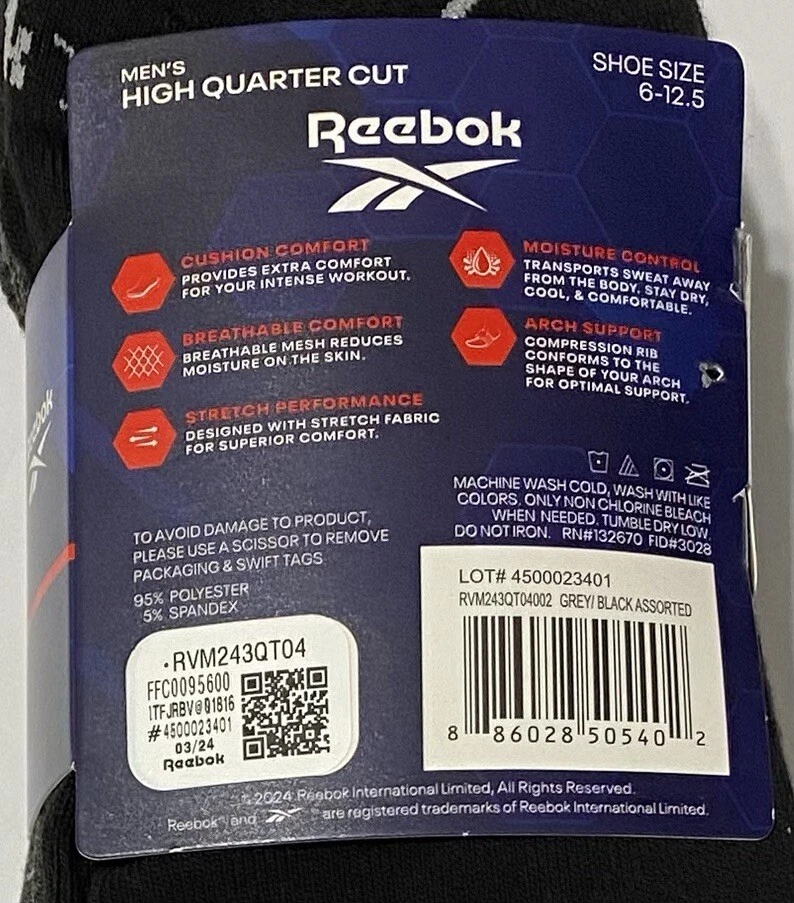 MEN'S
HIGH QUARTER CUT
SHOE SIZE
6-12.5
Reebok
CUSHION COMFORT
PROVIDES EXTRA COMFORT
FOR YOUR INTENSE WORKOUT.
BREATHABLE COMFORT
BREATHABLE MESH REDUCES
MOISTURE ON THE SKIN.
STRETCH PERFORMANCE
DESIGNED WITH STRETCH FABRIC
FOR SUPERIOR COMFORT.
MOISTURE CONTROL
TRANSPORTS SWEAT AWAY
FROM THE BODY. STAY DRY,
COOL, & COMFORTABLE.
ARCH SUPPORT
COMPRESSION RIB
CONFORMS TO THE
SHAPE OF YOUR ARCH
FOR OPTIMAL SUPPORT.
MACHINE WASH COLD, WASH WITH LIKE
COLORS. ONLY NON CHLORINE BLEACH
WHEN NEEDED. TUMBLE DRY LOW.
DO NOT IRON. RN#132670 FID#3028
TO AVOID DAMAGE TO PRODUCT,
PLEASE USE A SCISSOR TO REMOVE
PACKAGING & SWIFT TAGS
95% POLYESTER
5% SPANDEX
•RVM243QT04
FFC0095600
1TFJRBV@01816
#4500023401
03/24
Reebok
LOT# 4500023401
RVM243QT04002 GREY/ BLACK ASSORTED
8 86028 50540 2
©2024 Reebok International Limited, All Rights Reserved.
Reebok® and are registered trademarks of Reebok International Limited.